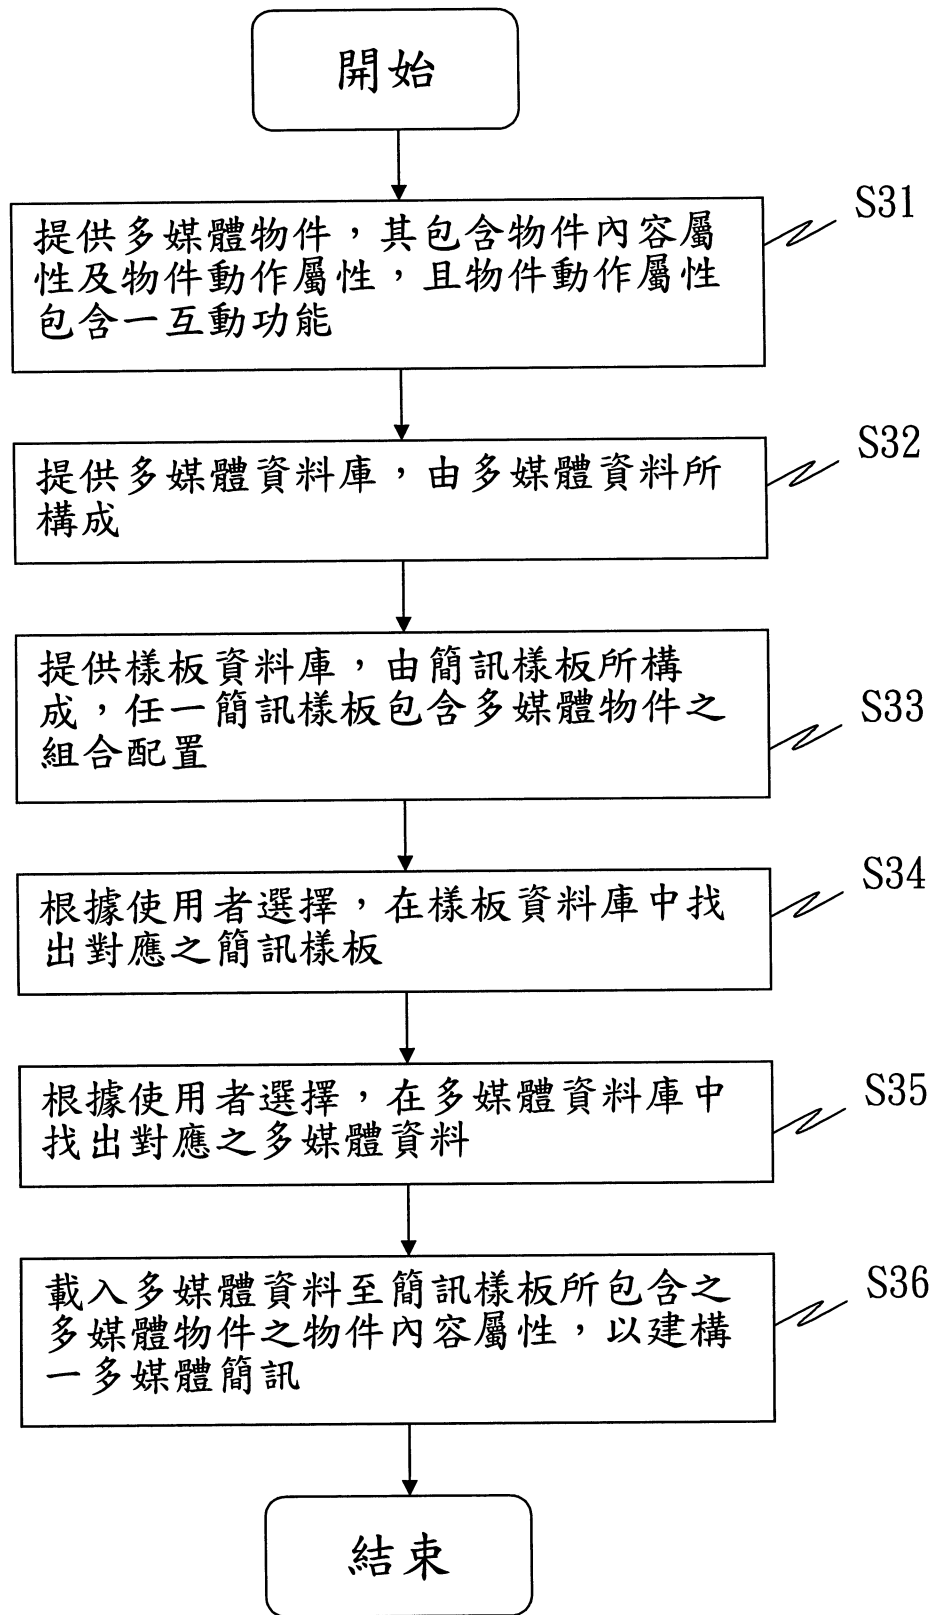 開始
S31
提供多媒體物件，其包含物件內容屬
性及物件動作屬性，且物件動作屬性
包含一互動功能
S32
提供多媒體資料庫，由多媒體資料所
構成
提供樣板資料庫，由簡訊樣板所構
成，任一簡訊樣板包含多媒體物件之
組合配置
S33
S34
根據使用者選擇，在樣板資料庫中找
出對應之簡訊樣板
S35
根據使用者選擇，在多媒體資料庫中
找出對應之多媒體資料
S36
載入多媒體資料至簡訊樣板所包含之
多媒體物件之物件內容屬性，以建構
一多媒體簡訊
結束